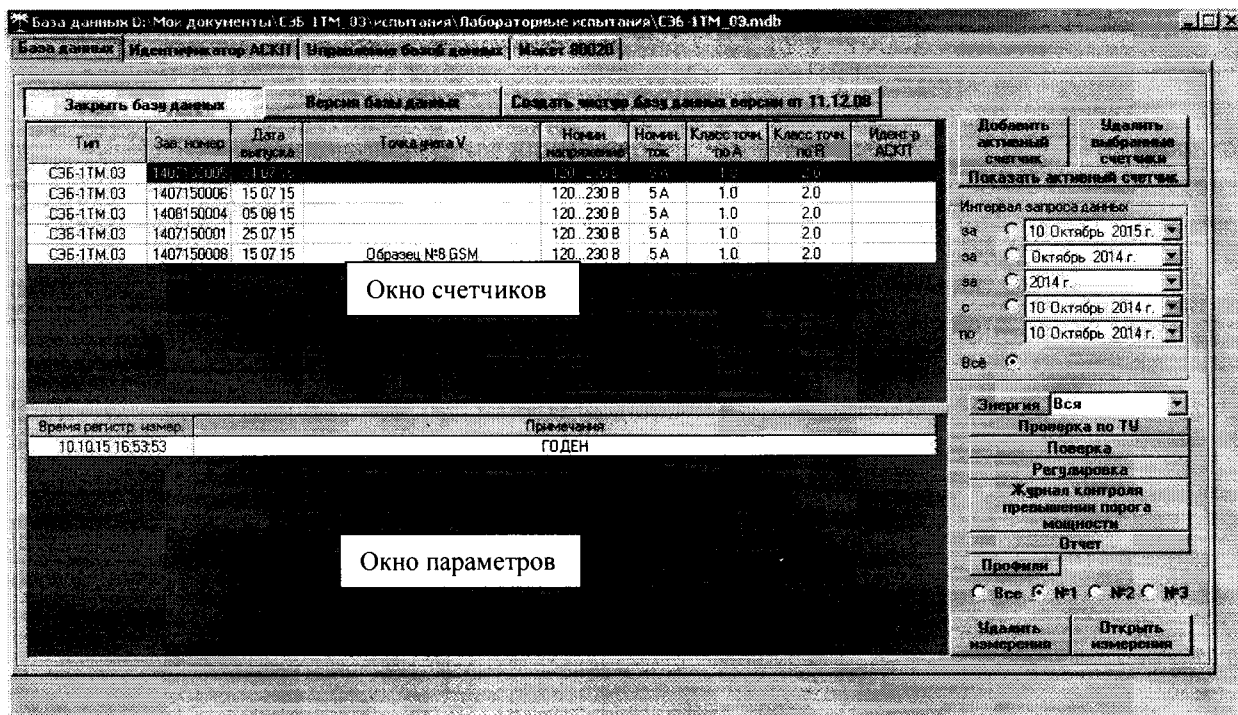 База данных D:\Мои документы\СЭБ-1ТМ_03\испытания\Лабораторные испытания\СЭБ-1ТМ_03.mdb
База данных Идентификатор АСКП Управление базой данных Макет 80020
Закрыть базу данных Версия базы данных Создать чистую базу данных версии от 11.12.08
Тип Зав. номер Дата выпуска Точка учета V Номин. напряжение Номин. ток Класс точн. по А Класс точн. по R Идент-р АСКП
СЭБ-1ТМ.03 120...230 В 5 А 1.0 2.0
СЭБ-1ТМ.03 1407150006 15 07 15 120...230 В 5 А 1.0 2.0
СЭБ-1ТМ.03 1408150004 05 08 15 120...230 В 5 А 1.0 2.0
СЭБ-1ТМ.03 1407150001 25 07 15 120...230 В 5 А 1.0 2.0
СЭБ-1ТМ.03 1407150008 15 07 15 Образец №8 GSM 120...230 В 5 А 1.0 2.0
Окно счетчиков
Время регистр. измер. Примечания
10.10.15 16:53:53 ГОДЕН
Окно параметров
Добавить активный счетчик
Удалить выбранные счетчики
Показать активный счетчик
Интервал запроса данных
за 10 Октябрь 2015 г.
за Октябрь 2014 г.
за 2014 г.
с 10 Октябрь 2014 г.
по 10 Октябрь 2014 г.
Всё
Энергия Вся
Проверка по ТУ
Поверка
Регулировка
Журнал контроля
превышения порога
мощности
Отчет
Профили
Все №1 №2 №3
Удалить измерения
Открыть измерения